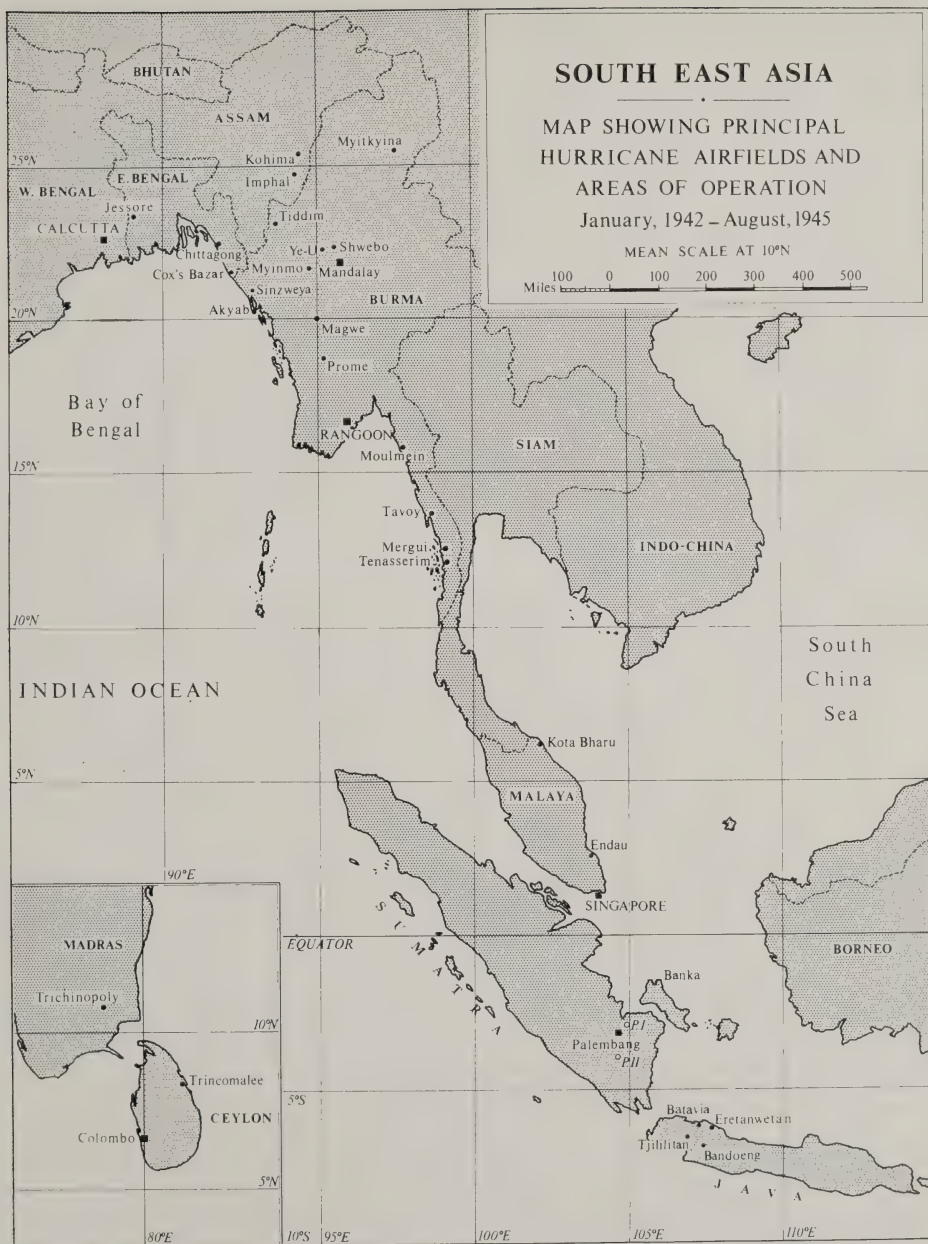 SOUTH EAST ASIA
MAP SHOWING PRINCIPAL
HURRICANE AIRFIELDS AND
AREAS OF OPERATION
January, 1942 – August, 1945
MEAN SCALE AT 10°N
100 0 100 200 300 400 500
Miles
BHUTAN
ASSAM
Myitkyina
Kohima
25°N
Imphal
E. BENGAL
W. BENGAL
Jessore
Tiddim
CALCUTTA
Ye-U
Shwebo
Chittagong
Mandalay
Cox's Bazar
Myinmo
Sinzweya
BURMA
Akyab
20°N
Magwe
Prome
Bay of
Bengal
RANGOON
SIAM
Moulmein
15°N
Tavoy
Mergui
INDO-CHINA
Tenasserim
10°N
South
China
Sea
INDIAN OCEAN
Kota Bharu
5°N
MALAYA
Endau
90°E
SINGAPORE
SUMATRA
EQUATOR
BORNEO
MADRAS
Banka
Trichinopoly
P.I
10°N
Palembang
P.II
Trincomalee
5°S
CEYLON
Batavia
Eretanwetan
Colombo
Tjililitan
Bandoeng
JAVA
5°N
80°E
10°S
95°E
100°E
105°E
110°E